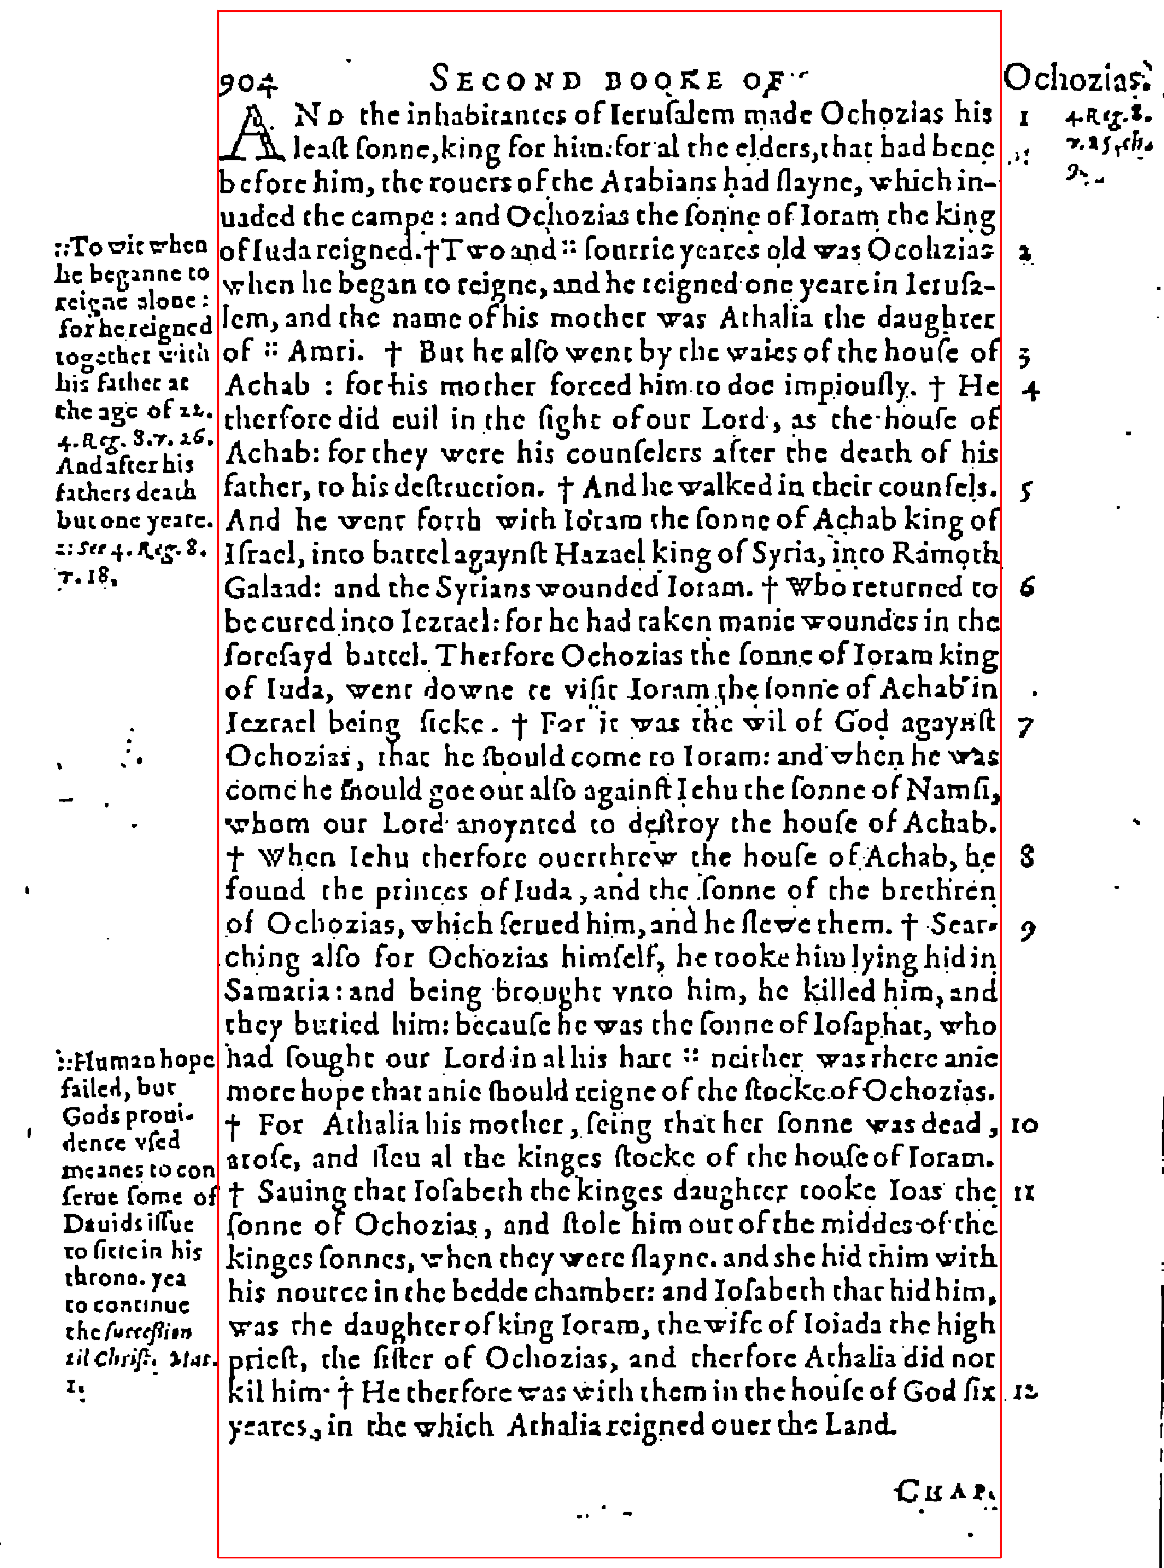 904 SECOND BOOKE OF Ochozias.
AND the inhabitantes of Ieruſalem made Ochozias his 1
leaſt ſonne, king for him: for al the elders, that had bene
before him, the rouers of the Arabians had ſlayne, which in-
uaded the campe: and Ochozias the ſonne of Ioram the king
of Iuda reigned. † Two and :: fourtie yeares old was Ocohzias 2
when he began to reigne, and he reigned one yeare in Ieruſa-
lem, and the name of his mother was Athalia the daughter
of :: Amri. † But he alſo went by the waies of the houſe of 3
Achab : for his mother forced him to doe impiouſly. † He 4
therfore did euil in the ſight of our Lord, as the houſe of
Achab: for they were his counſelers after the death of his
father, to his deſtruction. † And he walked in their counſels. 5
And he went forth with Ioram the ſonne of Achab king of
Iſrael, into battel agaynſt Hazael king of Syria, into Ramoth
Galaad: and the Syrians wounded Ioram. † Who returned to 6
be cured into Iezrael: for he had taken manie woundes in the
foreſayd battel. Therfore Ochozias the ſonne of Ioram king
of Iuda, went downe to viſit Ioram the ſonne of Achab in
Iezrael being ſicke. † For it was the wil of God agaynſt 7
Ochozias, that he ſhould come to Ioram: and when he was
come he ſhould goe out alſo againſt Iehu the ſonne of Namſi,
whom our Lord anoynted to deſtroy the houſe of Achab.
† When Iehu therfore ouerthrew the houſe of Achab, he 8
found the princes of Iuda, and the ſonne of the brethren
of Ochozias, which ſerued him, and he ſlewe them. † Sear- 9
ching alſo for Ochozias himſelf, he tooke him lying hid in
Samaria: and being brought vnto him, he killed him, and
they buried him: becauſe he was the ſonne of Ioſaphat, who
had ſought our Lord in al his hart :: neither was there anie
more hope that anie ſhould reigne of the ſtocke of Ochozias.
† For Athalia his mother, ſeing that her ſonne was dead, 10
aroſe, and ſleu al the kinges ſtocke of the houſe of Ioram.
† Sauing that Ioſabeth the kinges daughter tooke Ioas the 11
ſonne of Ochozias, and ſtole him out of the middes of the
kinges ſonnes, when they were ſlayne. and she hid thim with
his nource in the bedde chamber: and Ioſabeth that hid him,
was the daughter of king Ioram, the wife of Ioiada the high
prieſt, the ſiſter of Ochozias, and therfore Athalia did not
kil him. † He therfore was with them in the houſe of God ſix 12
yeares, in the which Athalia reigned ouer the Land.
CHAP.
4. Reg. 8.
v. 25. ch.
9.
:: To wit when
he beganne to
reigne alone:
for he reigned
together with
his father at
the age of 22.
4. Reg. 8. v. 26.
And after his
fathers death
but one yeare.
:: See 4. Reg. 8.
v. 18.
:: Human hope
failed, but
Gods proui-
dence vſed
meanes to con
ſerue ſome of
Dauids iſſue
to ſitte in his
throne. yea
to continue
the ſucceſſion
til Chriſt. Mat.
1.